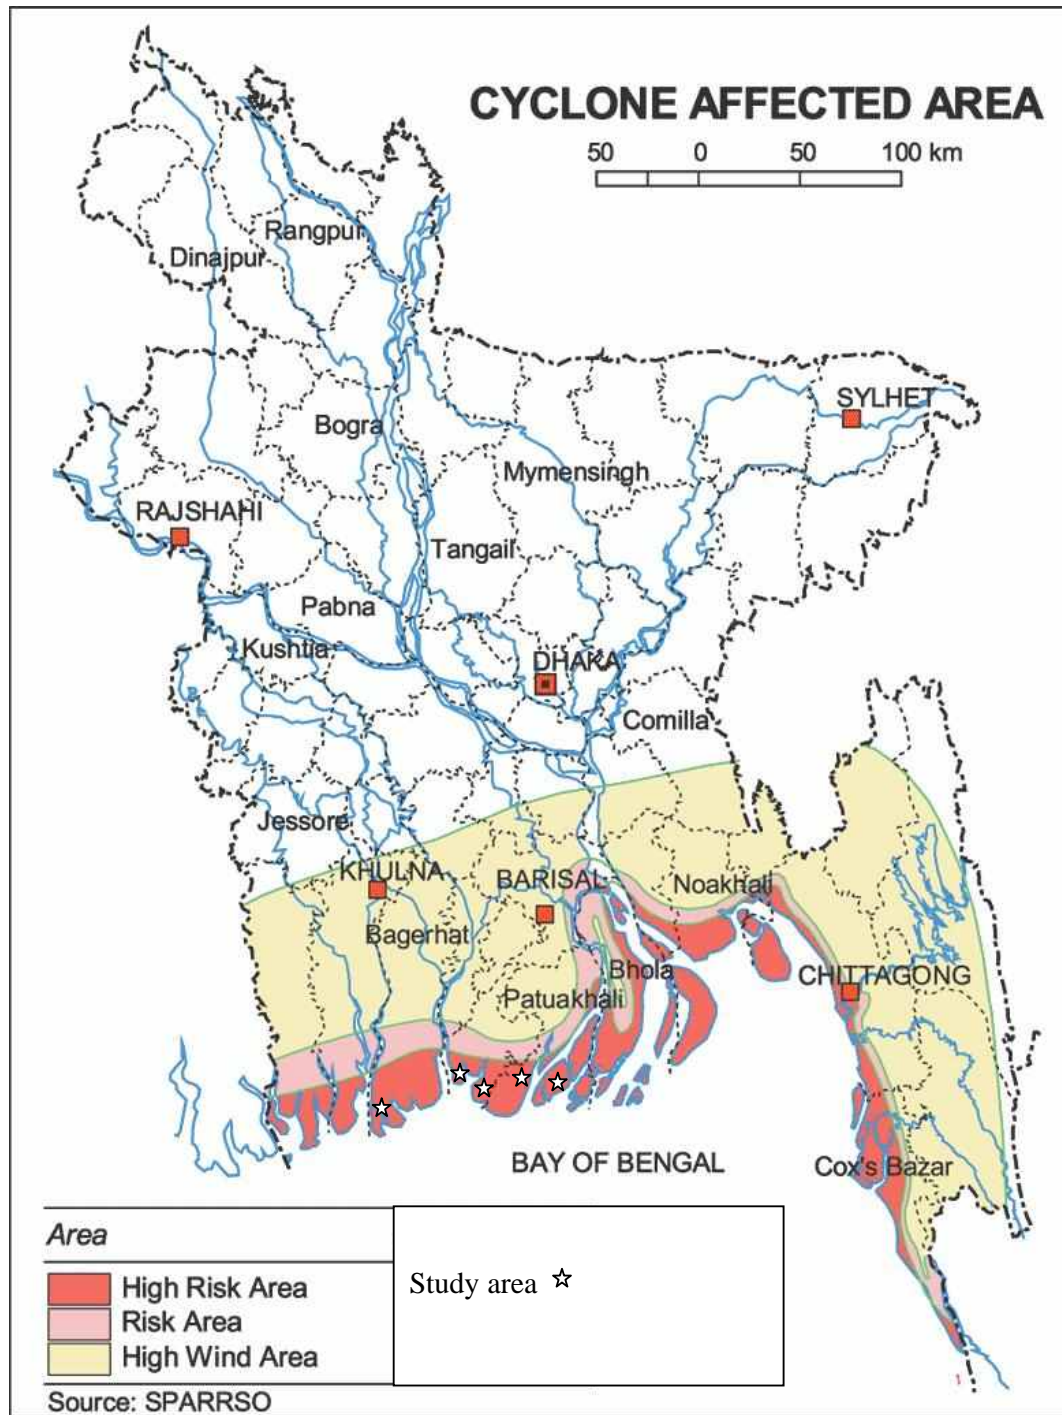 CYCLONE AFFECTED AREA
50 0 50 100 km
Rangpur
Dinajpur
SYLHET
Bogra
Mymensingh
RAJSHAHI
Tangail
Pabna
Kushtia
DHAKA
Comilla
Jessore
KHULNA
BARISAL
Noakhali
Bagerhat
Bhola
CHITTAGONG
Patuakhali
BAY OF BENGAL
Cox's Bazar
Area
High Risk Area
Risk Area
High Wind Area
Study area
Source: SPARRSO